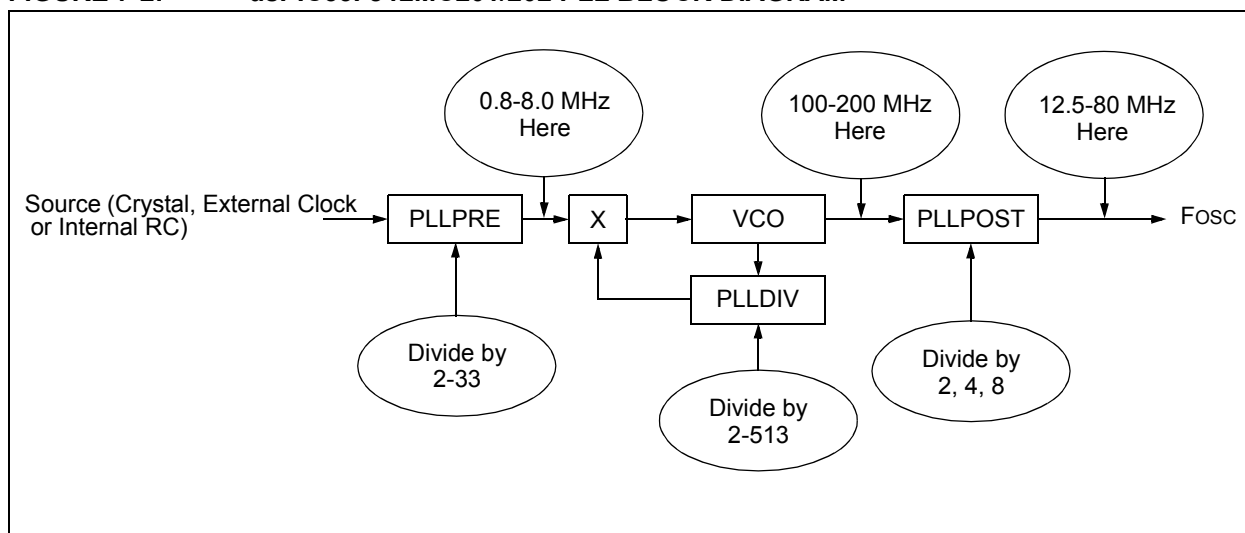 0.8-8.0 MHz
Here
100-200 MHz
Here
12.5-80 MHz
Here
Source (Crystal, External Clock
or Internal RC)
PLLPRE
X
VCO
PLLPOST
FOSC
PLLDIV
Divide by
2-33
Divide by
2-513
Divide by
2, 4, 8